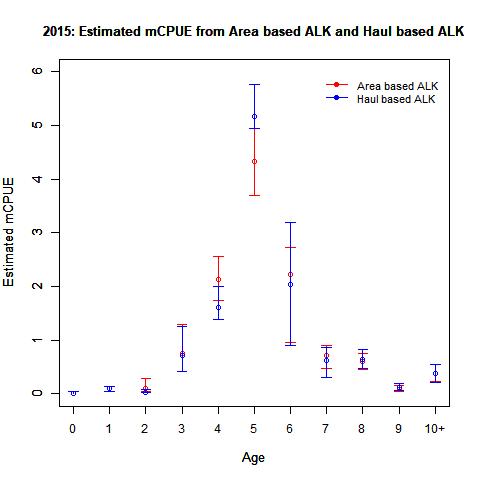 2015: Estimated mCPUE from Area based ALK and Haul based ALK
Area based ALK
Haul based ALK
6
5
4
3
2
1
0
Estimated mCPUE
0 1 2 3 4 5 6 7 8 9 10+
Age